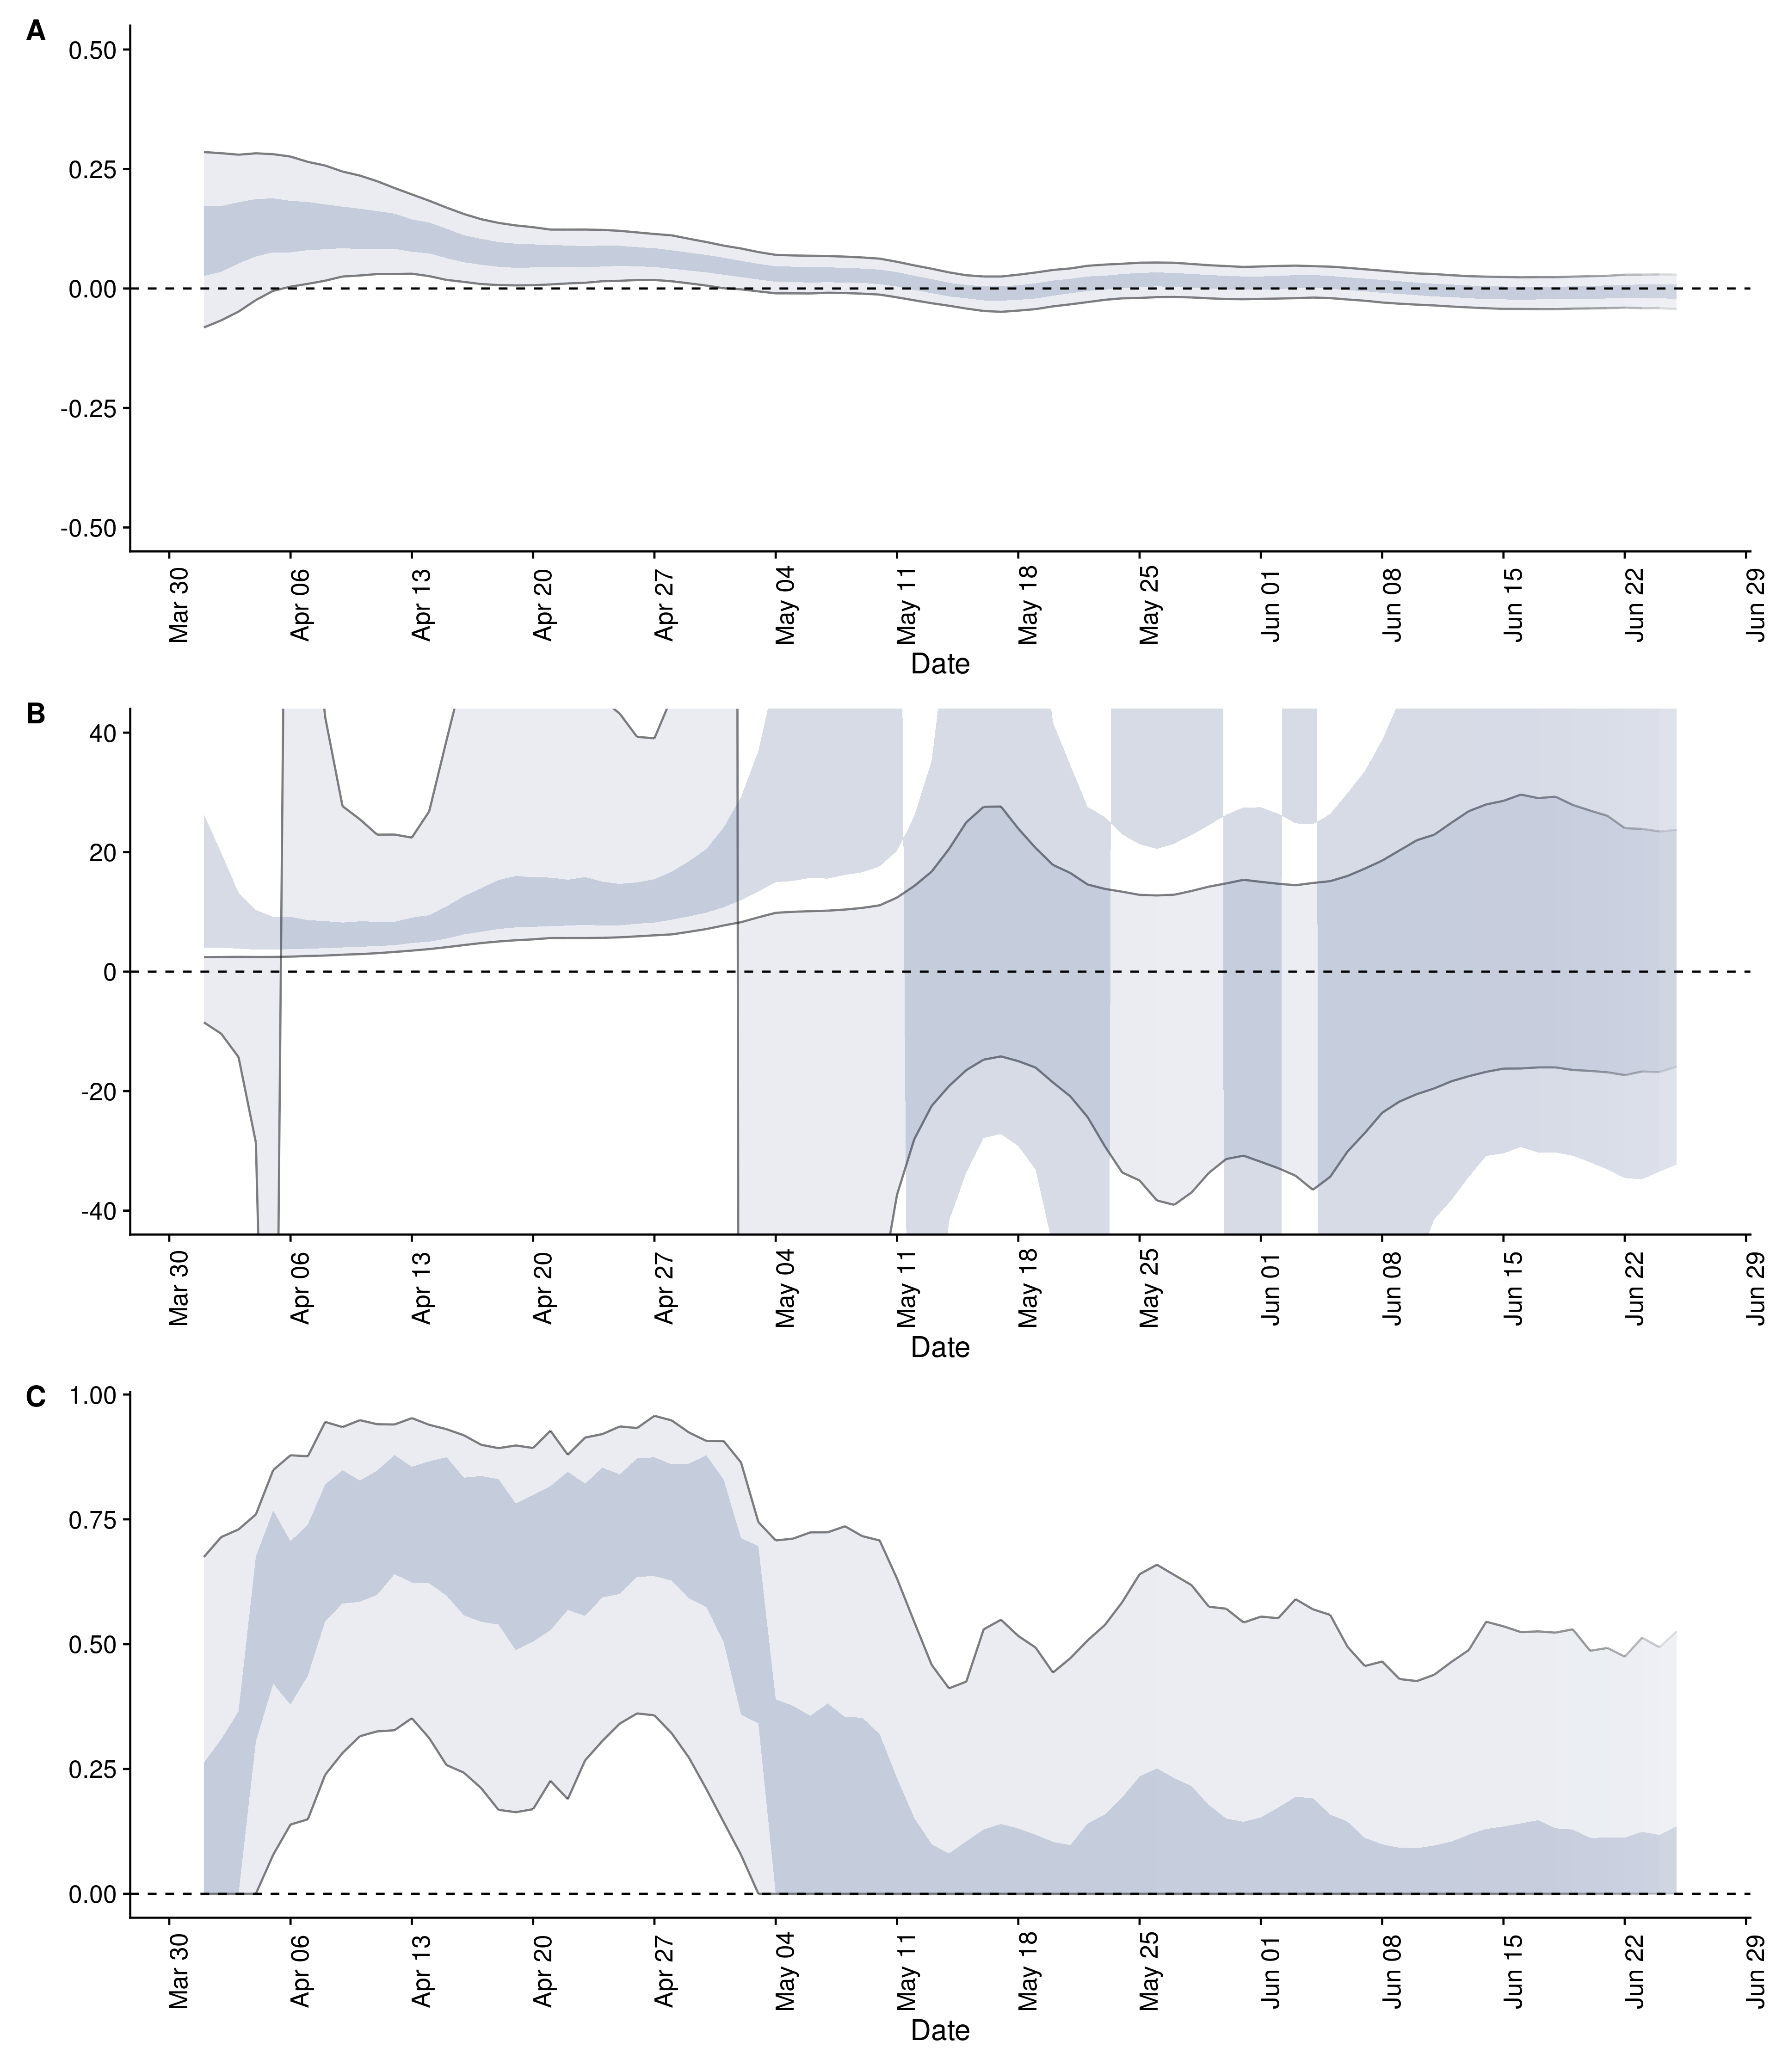 A
0.50
0.25
0.00
-0.25
-0.50
Mar 30
Apr 06
Apr 13
Apr 20
Apr 27
May 04
May 11
May 18
May 25
Jun 01
Jun 08
Jun 15
Jun 22
Jun 29
Date
B
40
20
0
-20
-40
Mar 30
Apr 06
Apr 13
Apr 20
Apr 27
May 04
May 11
May 18
May 25
Jun 01
Jun 08
Jun 15
Jun 22
Jun 29
Date
C
1.00
0.75
0.50
0.25
0.00
Mar 30
Apr 06
Apr 13
Apr 20
Apr 27
May 04
May 11
May 18
May 25
Jun 01
Jun 08
Jun 15
Jun 22
Jun 29
Date